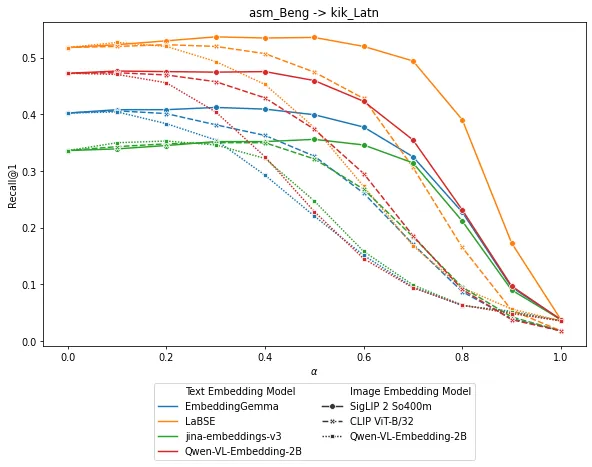 asm_Beng -> kik_Latn
Recall@1
0.5
0.4
0.3
0.2
0.1
0.0
0.0 0.2 0.4 0.6 0.8 1.0
α
Text Embedding Model
EmbeddingGemma
LaBSE
jina-embeddings-v3
Qwen-VL-Embedding-2B
Image Embedding Model
SigLIP 2 So400m
CLIP ViT-B/32
Qwen-VL-Embedding-2B